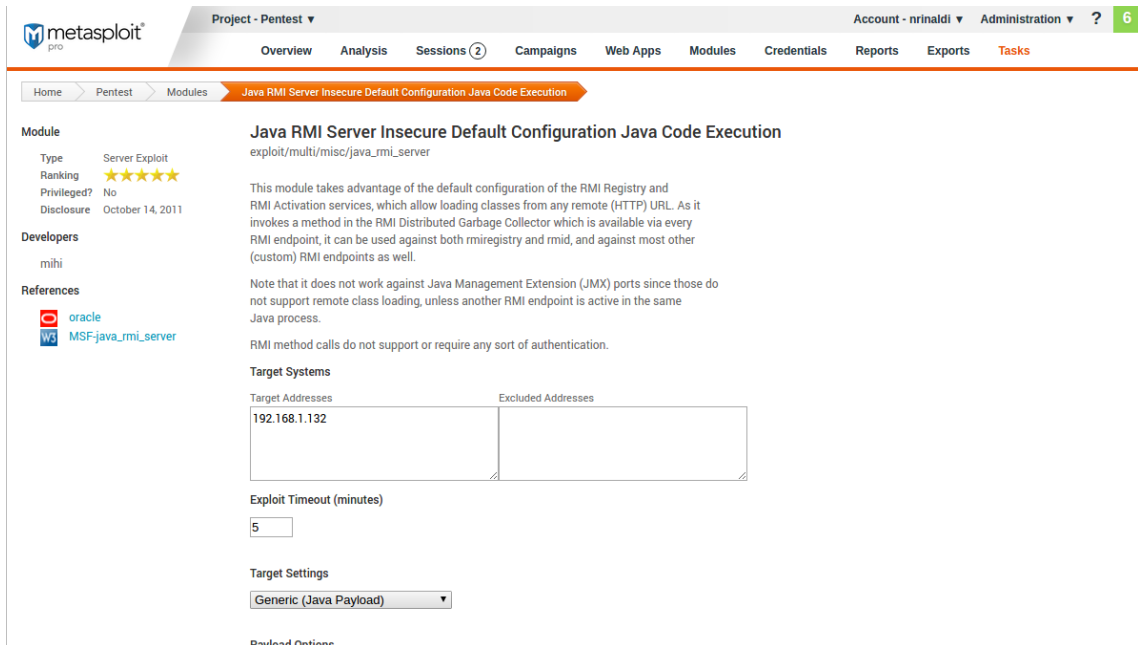 metasploit®
pro
Project - Pentest ▼
Account - nrinaldi ▼ Administration ▼ ? 6
Overview Analysis Sessions 2 Campaigns Web Apps Modules Credentials Reports Exports Tasks
Home Pentest Modules Java RMI Server Insecure Default Configuration Java Code Execution
Module
Type Server Exploit
Ranking
Privileged? No
Disclosure October 14, 2011
Developers
mihi
References
oracle
W3 MSF-java_rmi_server
Java RMI Server Insecure Default Configuration Java Code Execution
exploit/multi/misc/java_rmi_server
This module takes advantage of the default configuration of the RMI Registry and
RMI Activation services, which allow loading classes from any remote (HTTP) URL. As it
invokes a method in the RMI Distributed Garbage Collector which is available via every
RMI endpoint, it can be used against both rmiregistry and rmid, and against most other
(custom) RMI endpoints as well.
Note that it does not work against Java Management Extension (JMX) ports since those do
not support remote class loading, unless another RMI endpoint is active in the same
Java process.
RMI method calls do not support or require any sort of authentication.
Target Systems
Target Addresses Excluded Addresses
192.168.1.132
Exploit Timeout (minutes)
5
Target Settings
Generic (Java Payload) ▼
Payload Options